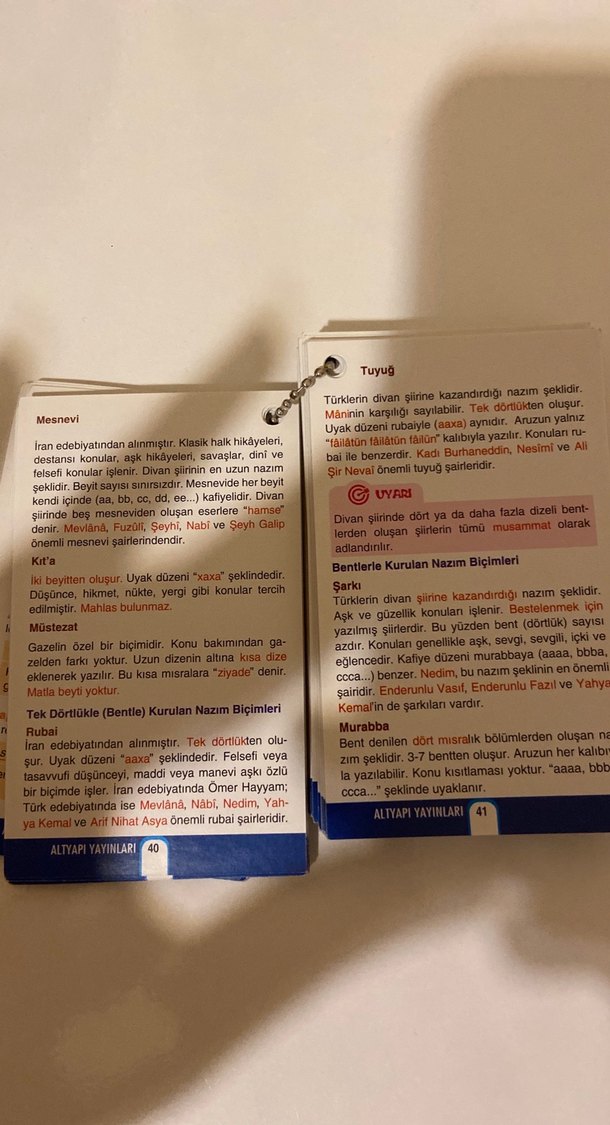 Mesnevi
İran edebiyatından alınmıştır. Klasik halk hikâyeleri,
destansı konular, aşk hikâyeleri, savaşlar, dinî ve
felsefi konular işlenir. Divan şiirinin en uzun nazım
şeklidir. Beyit sayısı sınırsızdır. Mesnevide her beyit
kendi içinde (aa, bb, cc, dd, ee...) kafiyelidir. Divan
şiirinde beş mesneviden oluşan eserlere "hamse"
denir. Mevlânâ, Fuzûlî, Şeyhî, Nabî ve Şeyh Galip
önemli mesnevi şairlerindendir.
Kıt'a
İki beyitten oluşur. Uyak düzeni "xaxa" şeklindedir.
Düşünce, hikmet, nükte, yergi gibi konular tercih
edilmiştir. Mahlas bulunmaz.
Müstezat
Gazelin özel bir biçimidir. Konu bakımından ga-
zelden farkı yoktur. Uzun dizenin altına kısa dize
eklenerek yazılır. Bu kısa mısralara "ziyade" denir.
Matla beyti yoktur.
Tek Dörtlükle (Bentle) Kurulan Nazım Biçimleri
Rubai
İran edebiyatından alınmıştır. Tek dörtlükten olu-
şur. Uyak düzeni "aaxa" şeklindedir. Felsefi veya
tasavvufi düşünceyi, maddi veya manevi aşkı özlü
bir biçimde işler. İran edebiyatında Ömer Hayyam;
Türk edebiyatında ise Mevlânâ, Nâbî, Nedim, Yah-
ya Kemal ve Arif Nihat Asya önemli rubai şairleridir.
ALTYAPI YAYINLARI 40
Tuyuğ
Türklerin divan şiirine kazandırdığı nazım şeklidir.
Mâninin karşılığı sayılabilir. Tek dörtlükten oluşur.
Uyak düzeni rubaiyle (aaxa) aynıdır. Aruzun yalnız
"fâilâtün fâilâtün fâilün" kalıbıyla yazılır. Konuları ru-
bai ile benzerdir. Kadı Burhaneddin, Nesîmî ve Ali
Şir Nevaî önemli tuyuğ şairleridir.
UYARI
Divan şiirinde dört ya da daha fazla dizeli bent-
lerden oluşan şiirlerin tümü musammat olarak
adlandırılır.
Bentlerle Kurulan Nazım Biçimleri
Şarkı
Türklerin divan şiirine kazandırdığı nazım şeklidir.
Aşk ve güzellik konuları işlenir. Bestelenmek için
yazılmış şiirlerdir. Bu yüzden bent (dörtlük) sayısı
azdır. Konuları genellikle aşk, sevgi, sevgili, içki ve
eğlencedir. Kafiye düzeni murabbaya (aaaa, bbba,
ccca...) benzer. Nedim, bu nazım şeklinin en önemli
şairidir. Enderunlu Vasıf, Enderunlu Fazıl ve Yahya
Kemal'in de şarkıları vardır.
Murabba
Bent denilen dört mısralık bölümlerden oluşan na-
zım şeklidir. 3-7 bentten oluşur. Aruzun her kalıbıy-
la yazılabilir. Konu kısıtlaması yoktur. "aaaa, bbba
ccca..." şeklinde uyaklanır.
ALTYAPI YAYINLARI 41